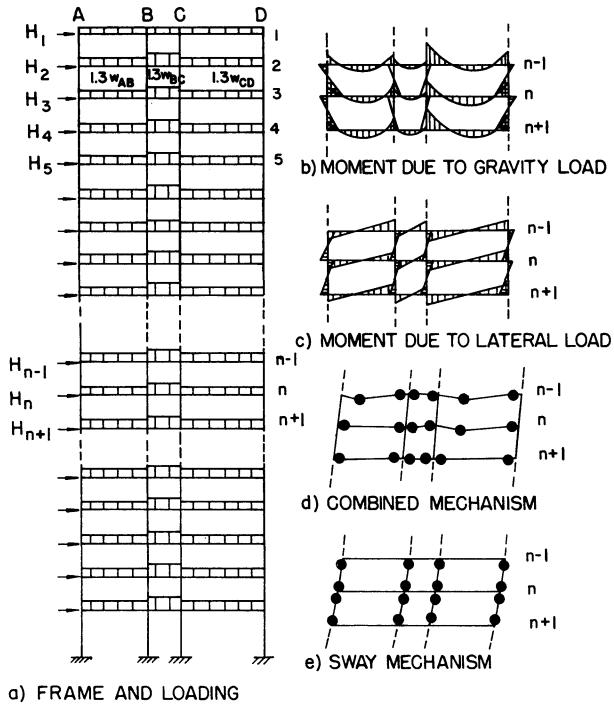 A B C D
H1 1
H2 2
1.3wAB 1.3wBC 1.3wCD
H3 3
H4 4
H5 5
Hn-1 n-1
Hn n
Hn+1 n+1
a) FRAME AND LOADING
n-1
n
n+1
b) MOMENT DUE TO GRAVITY LOAD
n-1
n
n+1
c) MOMENT DUE TO LATERAL LOAD
n-1
n
n+1
d) COMBINED MECHANISM
n-1
n
n+1
e) SWAY MECHANISM